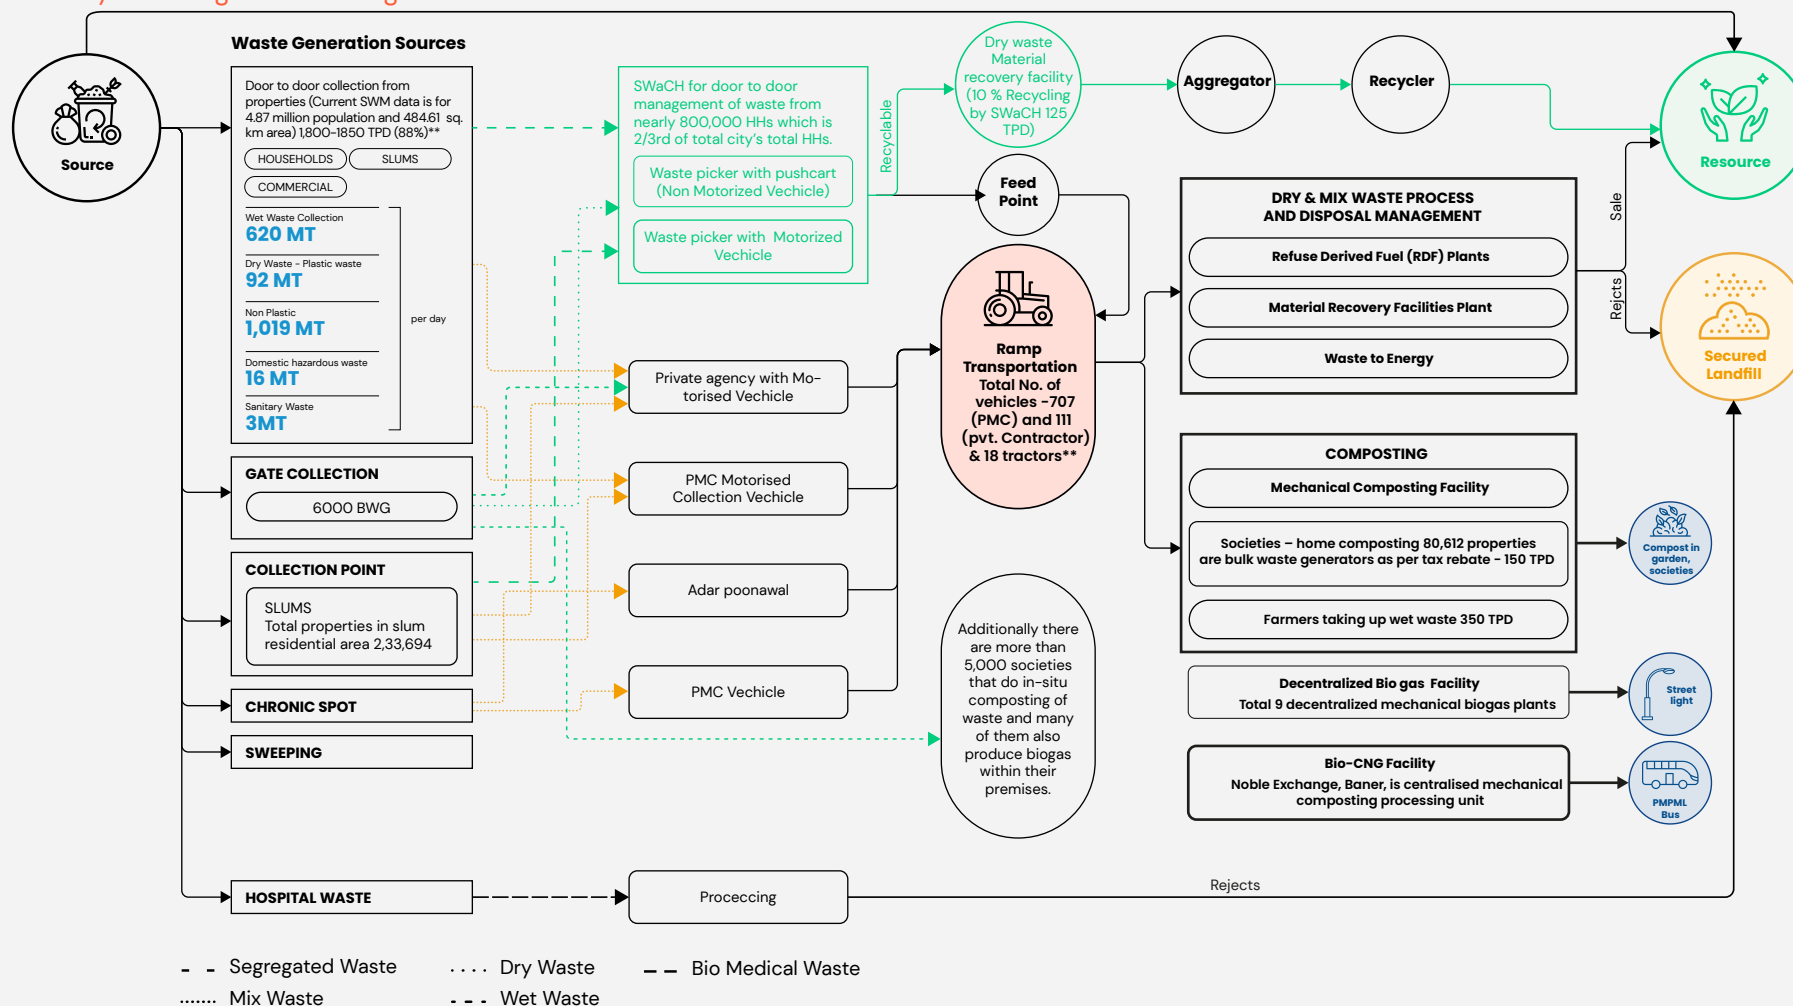 Source
Waste Generation Sources
Door to door collection from
properties (Current SWM data is for
4.87 million population and 484.61 sq.
km area) 1,800-1850 TPD (88%)**
HOUSEHOLDS
SLUMS
COMMERCIAL
Wet Waste Collection
620 MT
Dry Waste - Plastic waste
92 MT
Non Plastic
1,019 MT
Domestic hazardous waste
16 MT
Sanitary Waste
3MT
per day
GATE COLLECTION
6000 BWG
COLLECTION POINT
SLUMS
Total properties in slum
residential area 2,33,694
CHRONIC SPOT
SWEEPING
HOSPITAL WASTE
SWaCH for door to door
management of waste from
nearly 800,000 HHs which is
2/3rd of total city's total HHs.
Waste picker with pushcart
(Non Motorized Vechicle)
Waste picker with Motorized
Vechicle
Private agency with Mo-
torised Vechicle
PMC Motorised
Collection Vechicle
Adar poonawal
PMC Vechicle
Proceccing
Recyclable
Dry waste
Material
recovery facility
(10 % Recycling
by SWaCH 125
TPD)
Feed
Point
Ramp
Transportation
Total No. of
vehicles -707
(PMC) and 111
(pvt. Contractor)
& 18 tractors**
Additionally there
are more than
5,000 societies
that do in-situ
composting of
waste and many
of them also
produce biogas
within their
premises.
Aggregator
Recycler
DRY & MIX WASTE PROCESS
AND DISPOSAL MANAGEMENT
Refuse Derived Fuel (RDF) Plants
Material Recovery Facilities Plant
Waste to Energy
COMPOSTING
Mechanical Composting Facility
Societies – home composting 80,612 properties
are bulk waste generators as per tax rebate - 150 TPD
Farmers taking up wet waste 350 TPD
Decentralized Bio gas Facility
Total 9 decentralized mechanical biogas plants
Bio-CNG Facility
Noble Exchange, Baner, is centralised mechanical
composting processing unit
Rejects
Sale
Rejcts
Resource
Secured
Landfill
Compost in
garden,
societies
Street
light
PMPML
Bus
Segregated Waste
Dry Waste
Bio Medical Waste
Mix Waste
Wet Waste